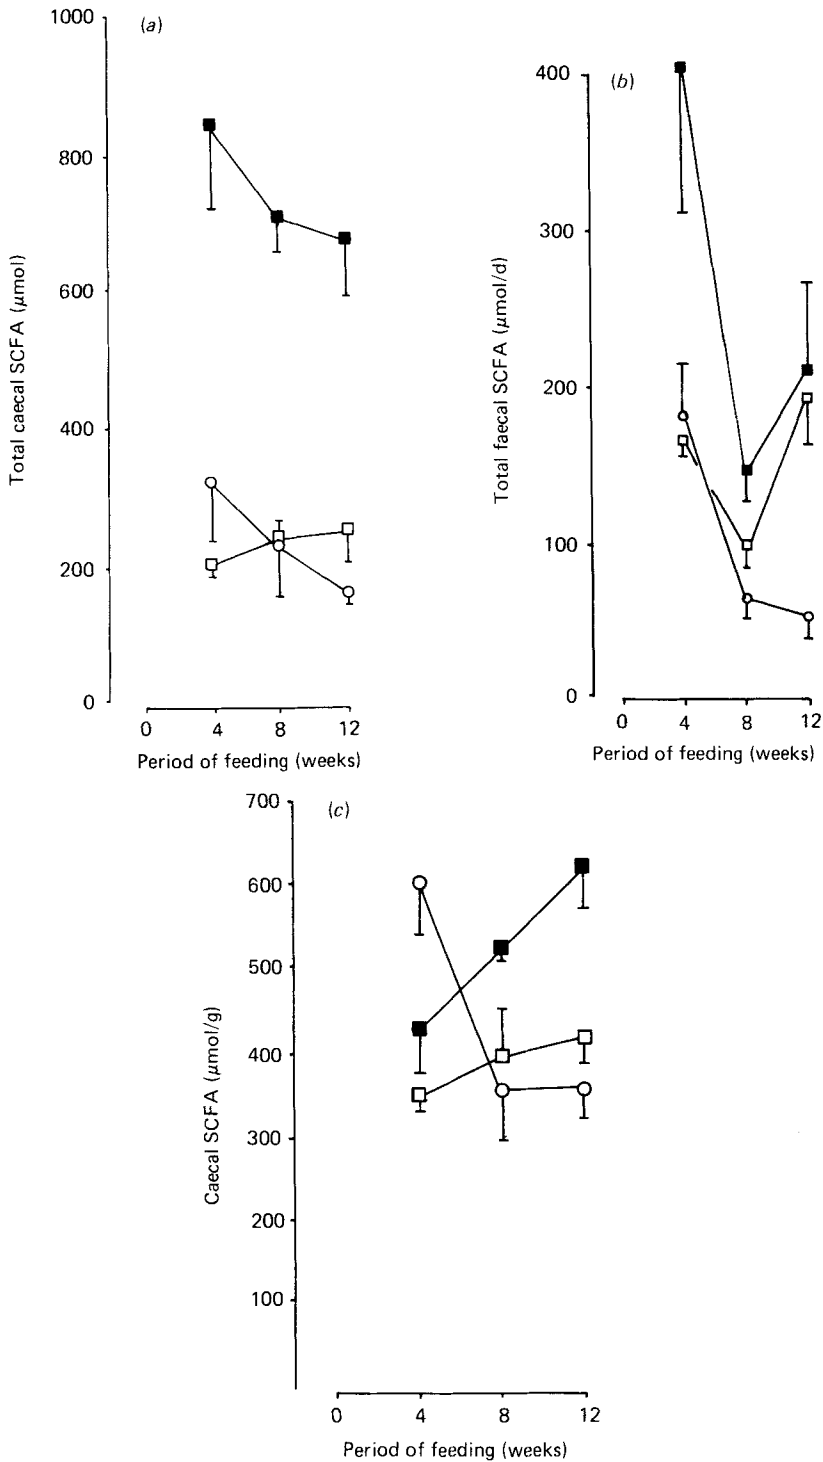 (a)
1000
800
600
400
200
0
Total caecal SCFA (μmol)
0 4 8 12
Period of feeding (weeks)
(b)
400
300
200
100
0
Total faecal SCFA (μmol/d)
0 4 8 12
Period of feeding (weeks)
(c)
700
600
500
400
300
200
100
Caecal SCFA (μmol/g)
0 4 8 12
Period of feeding (weeks)